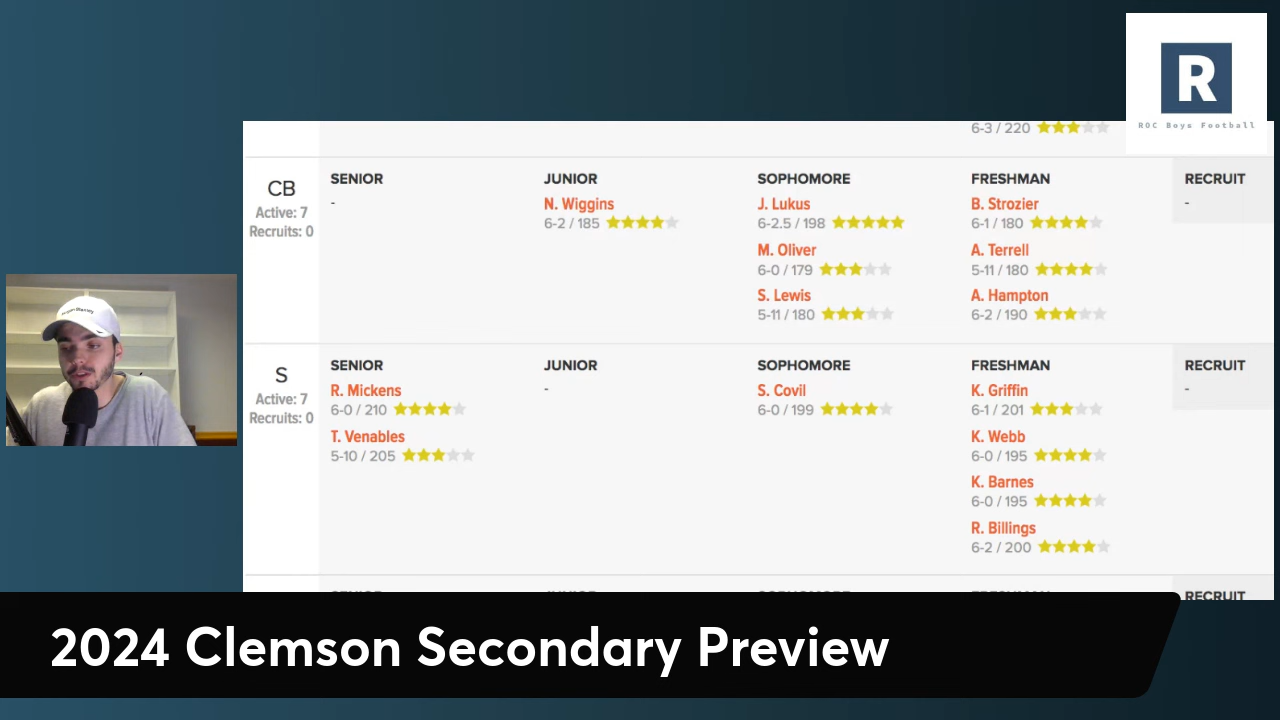 R
ROC Boys Football
6-3 / 220
CB
Active: 7
Recruits: 0
SENIOR
-
JUNIOR
N. Wiggins
6-2 / 185
SOPHOMORE
J. Lukus
6-2.5 / 198
M. Oliver
6-0 / 179
S. Lewis
5-11 / 180
FRESHMAN
B. Strozier
6-1 / 180
A. Terrell
5-11 / 180
A. Hampton
6-2 / 190
RECRUIT
-
S
Active: 7
Recruits: 0
SENIOR
R. Mickens
6-0 / 210
T. Venables
5-10 / 205
JUNIOR
-
SOPHOMORE
S. Covil
6-0 / 199
FRESHMAN
K. Griffin
6-1 / 201
K. Webb
6-0 / 195
K. Barnes
6-0 / 195
R. Billings
6-2 / 200
RECRUIT
-
RECRUIT
2024 Clemson Secondary Preview